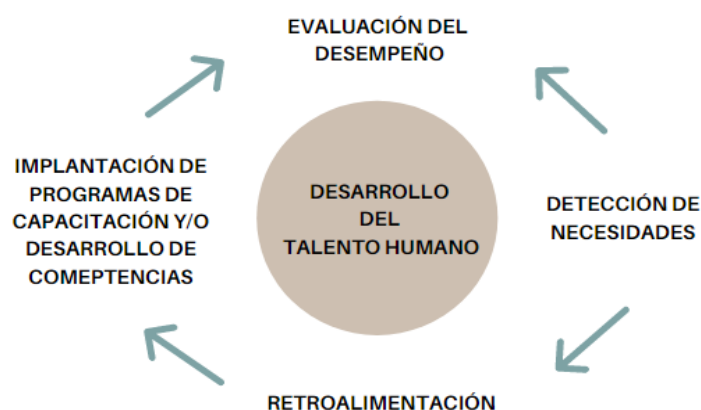 EVALUACIÓN DEL
DESEMPEÑO
IMPLANTACIÓN DE
PROGRAMAS DE
CAPACITACIÓN Y/O
DESARROLLO DE
COMEPTENCIAS
DESARROLLO
DEL
TALENTO HUMANO
DETECCIÓN DE
NECESIDADES
RETROALIMENTACIÓN